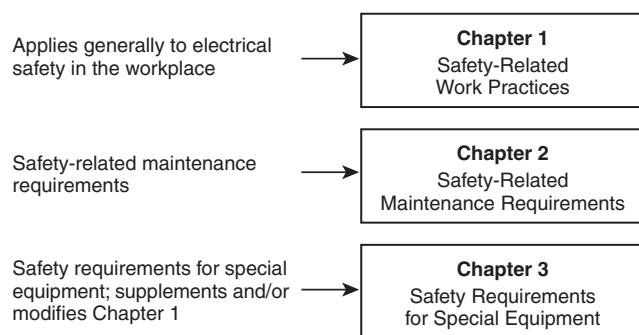 Applies generally to electrical
safety in the workplace
Chapter 1
Safety-Related
Work Practices
Safety-related maintenance
requirements
Chapter 2
Safety-Related
Maintenance Requirements
Safety requirements for special
equipment; supplements and/or
modifies Chapter 1
Chapter 3
Safety Requirements
for Special Equipment